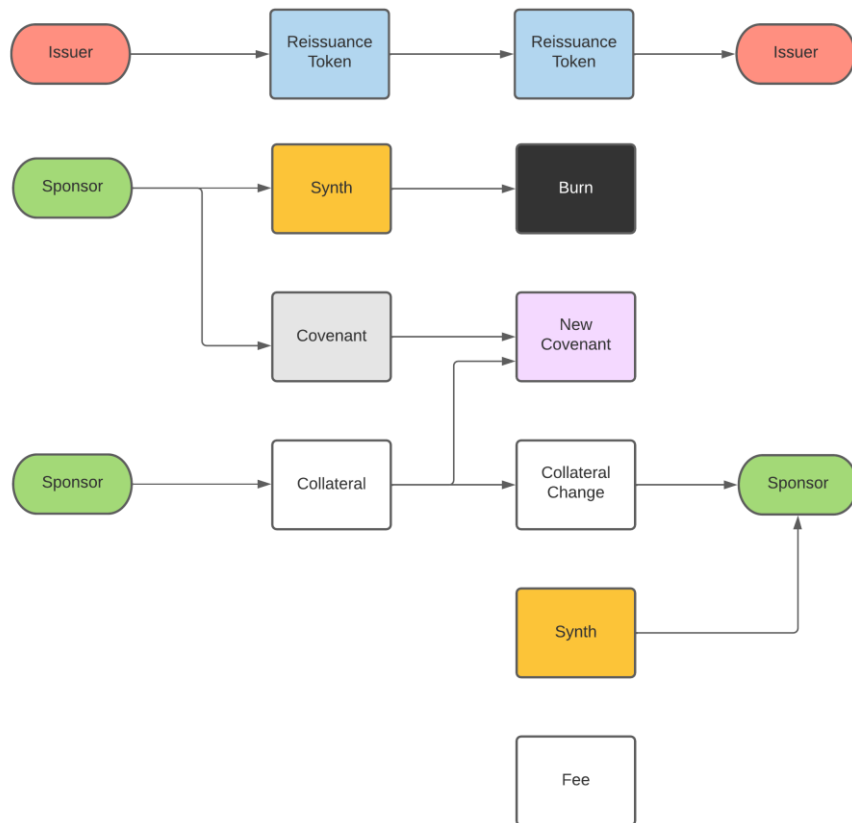 Issuer
Reissuance
Token
Reissuance
Token
Issuer
Sponsor
Synth
Burn
Covenant
New
Covenant
Sponsor
Collateral
Collateral
Change
Sponsor
Synth
Fee